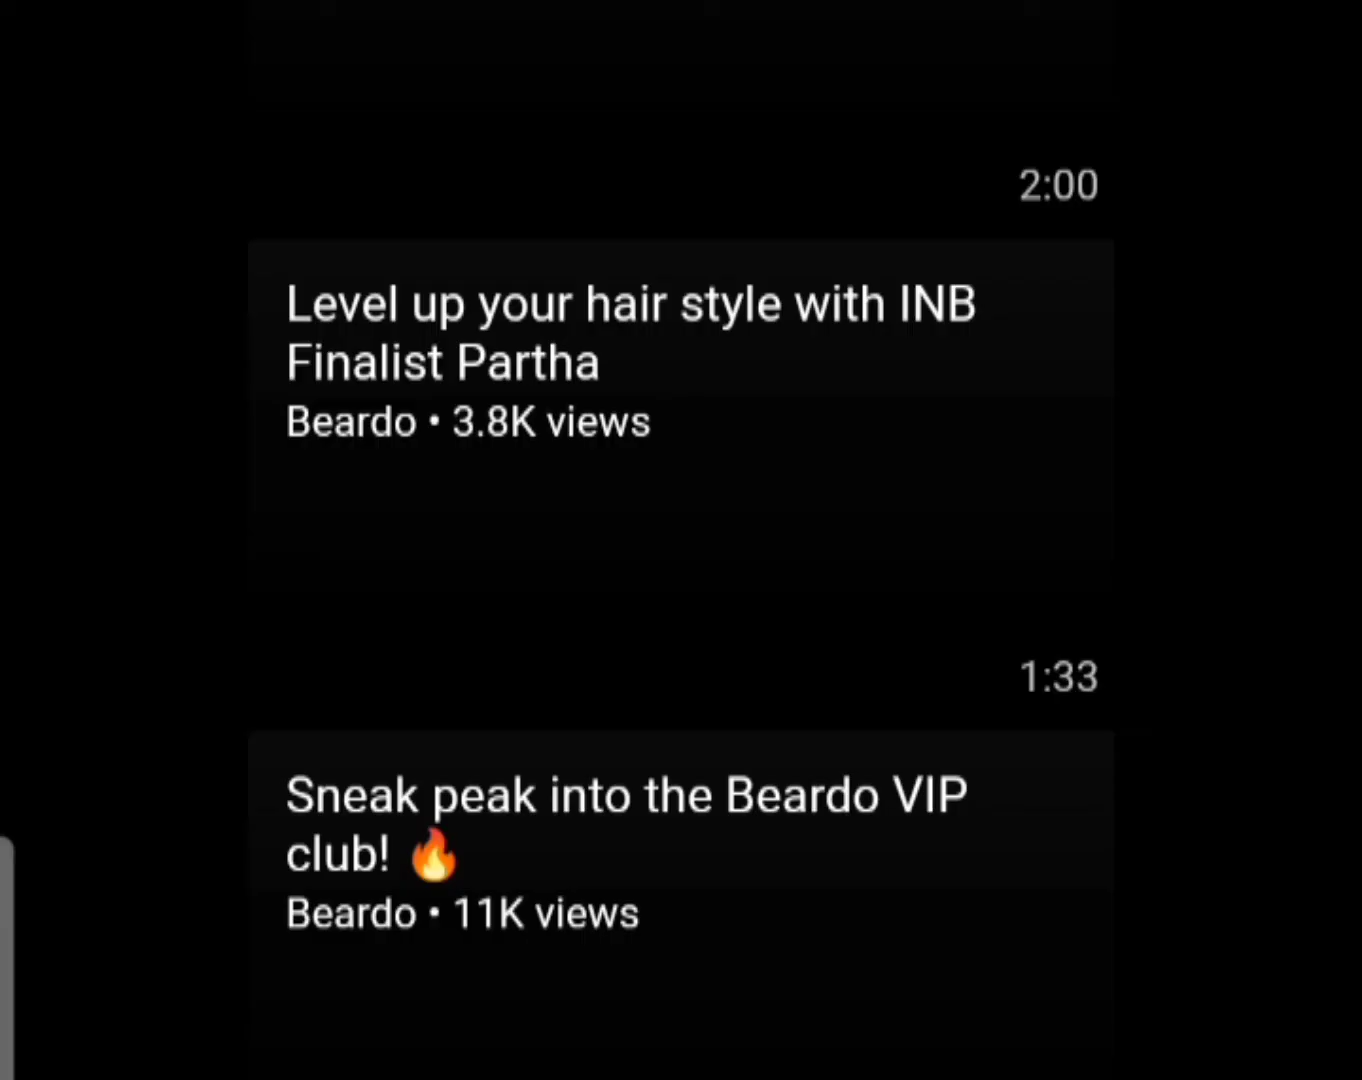 2:00
Level up your hair style with INB
Finalist Partha
Beardo • 3.8K views
1:33
Sneak peak into the Beardo VIP
club! 🔥
Beardo • 11K views